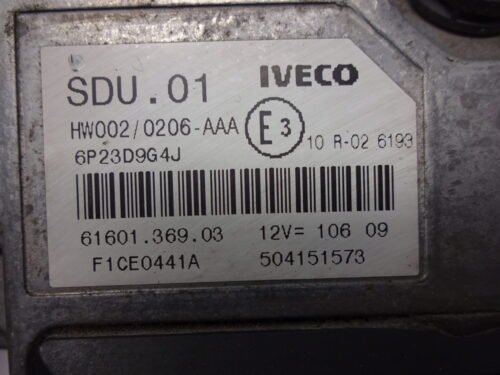 SDU.01 IVECO
HW002/0206-AAA E3 10 R-02 6193
6P23D9G4J
61601.369.03 12V= 106 09
F1CE0441A 504151573